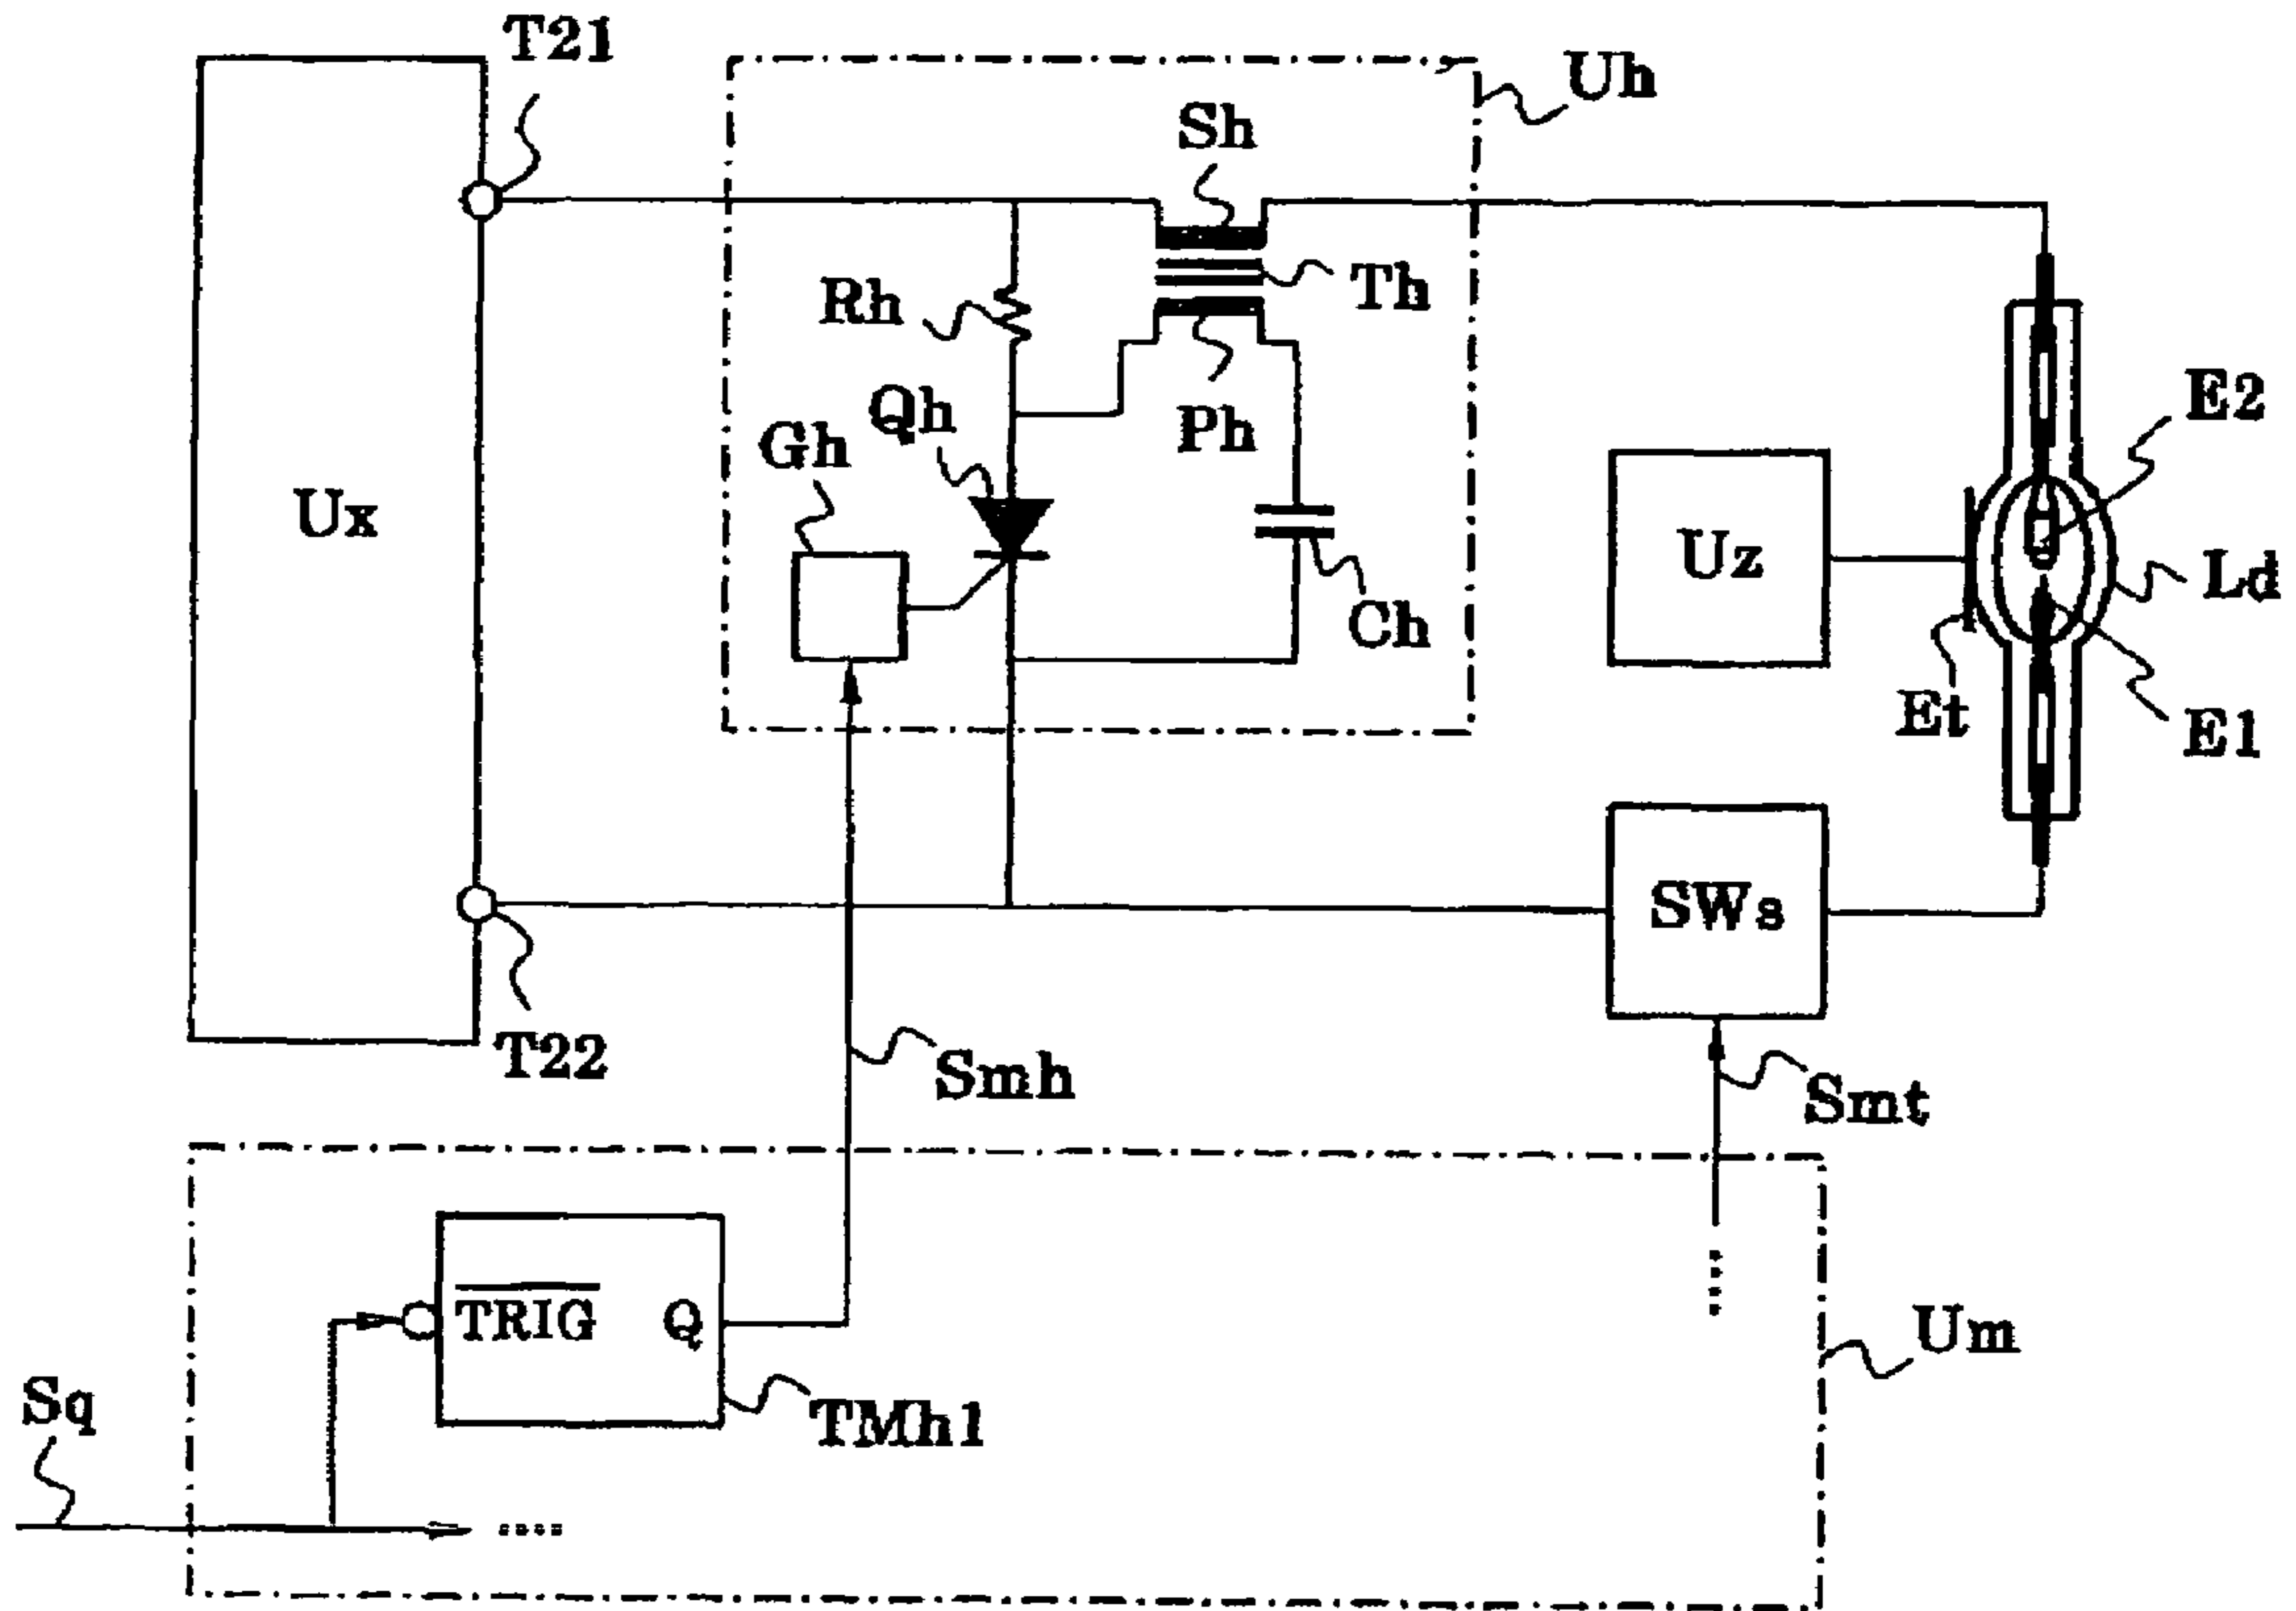 T21
Uh
Sh
Rh
Th
Qh
Ph
E2
Gh
Ux
Uz
Ld
Ch
Et
E1
SWs
T22
Smh
Smt
TRIG Q
Um
Sq
TMh1